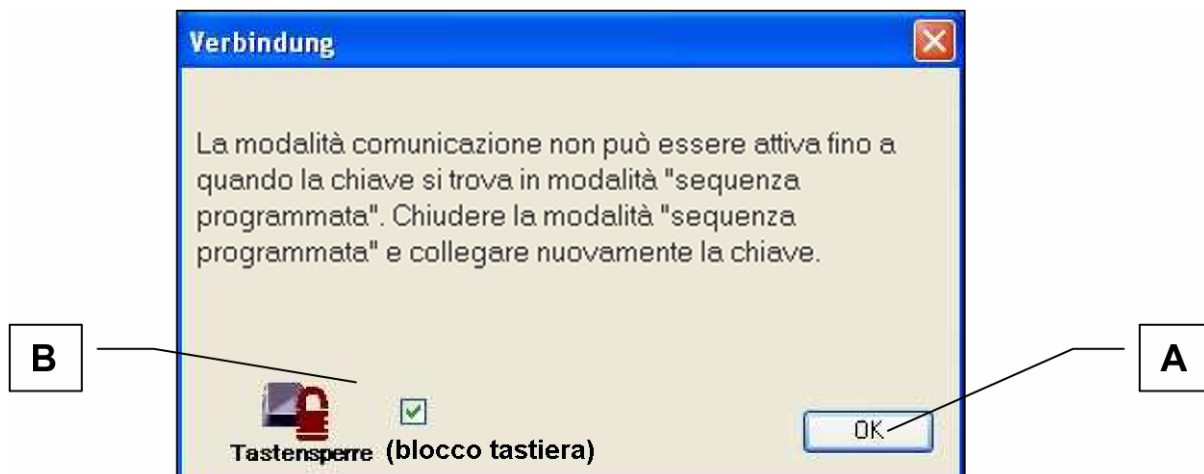 Verbindung
La modalità comunicazione non può essere attiva fino a
quando la chiave si trova in modalità "sequenza
programmata". Chiudere la modalità "sequenza
programmata" e collegare nuovamente la chiave.
B
A
OK
Tastensperre (blocco tastiera)